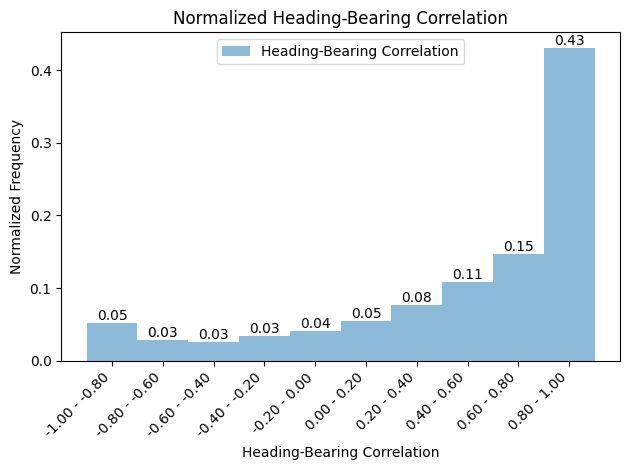 Normalized Heading-Bearing Correlation
Heading-Bearing Correlation
Normalized Frequency
0.4
0.3
0.2
0.1
0.0
0.05
0.03
0.03
0.03
0.04
0.05
0.08
0.11
0.15
0.43
-1.00 - -0.80
-0.80 - -0.60
-0.60 - -0.40
-0.40 - -0.20
-0.20 - 0.00
0.00 - 0.20
0.20 - 0.40
0.40 - 0.60
0.60 - 0.80
0.80 - 1.00
Heading-Bearing Correlation